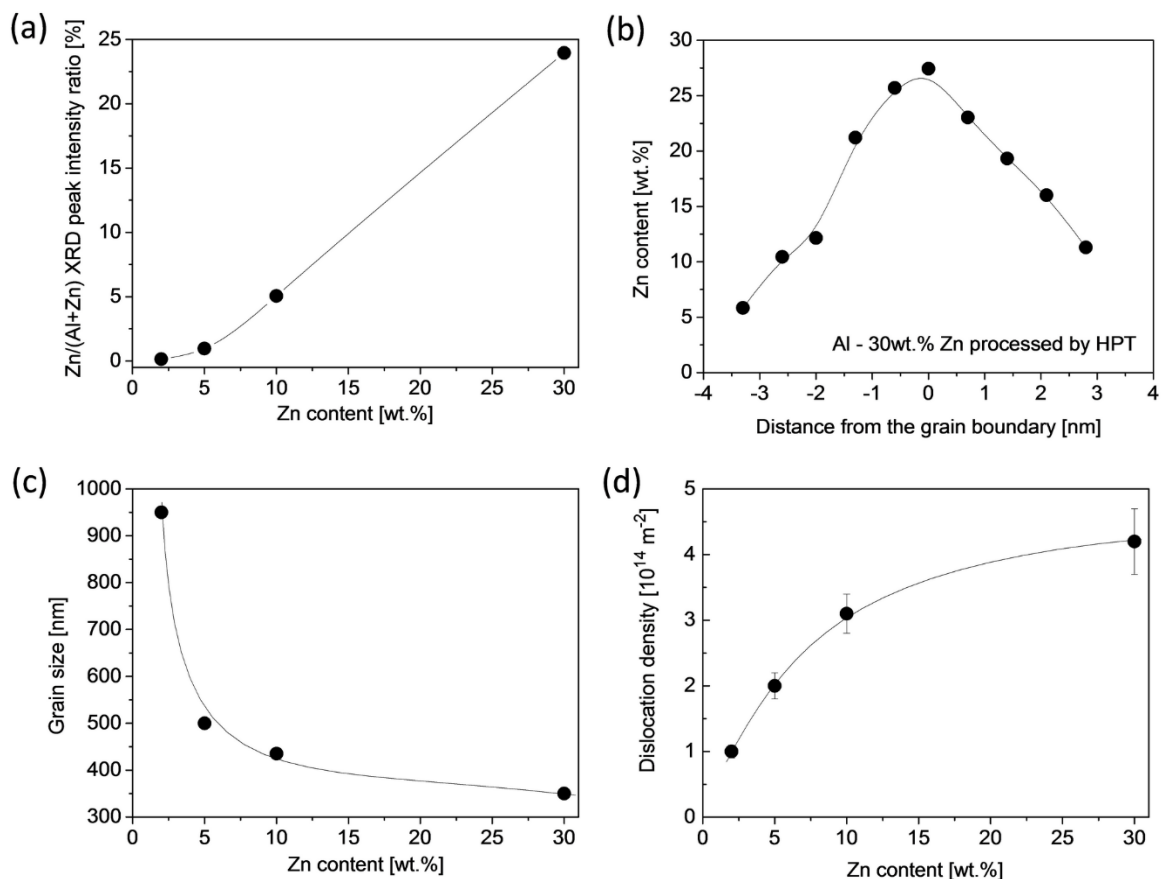 (a)
Zn/(Al+Zn) XRD peak intensity ratio [%]
25
20
15
10
5
0
0 5 10 15 20 25 30
Zn content [wt.%]
(b)
Zn content [wt.%]
30
25
20
15
10
5
0
Al - 30wt.% Zn processed by HPT
-4 -3 -2 -1 0 1 2 3 4
Distance from the grain boundary [nm]
(c)
Grain size [nm]
1000
950
900
800
700
600
500
400
300
0 5 10 15 20 25 30
Zn content [wt.%]
(d)
Dislocation density [10¹⁴ m⁻²]
5
4
3
2
1
0
0 5 10 15 20 25 30
Zn content [wt.%]